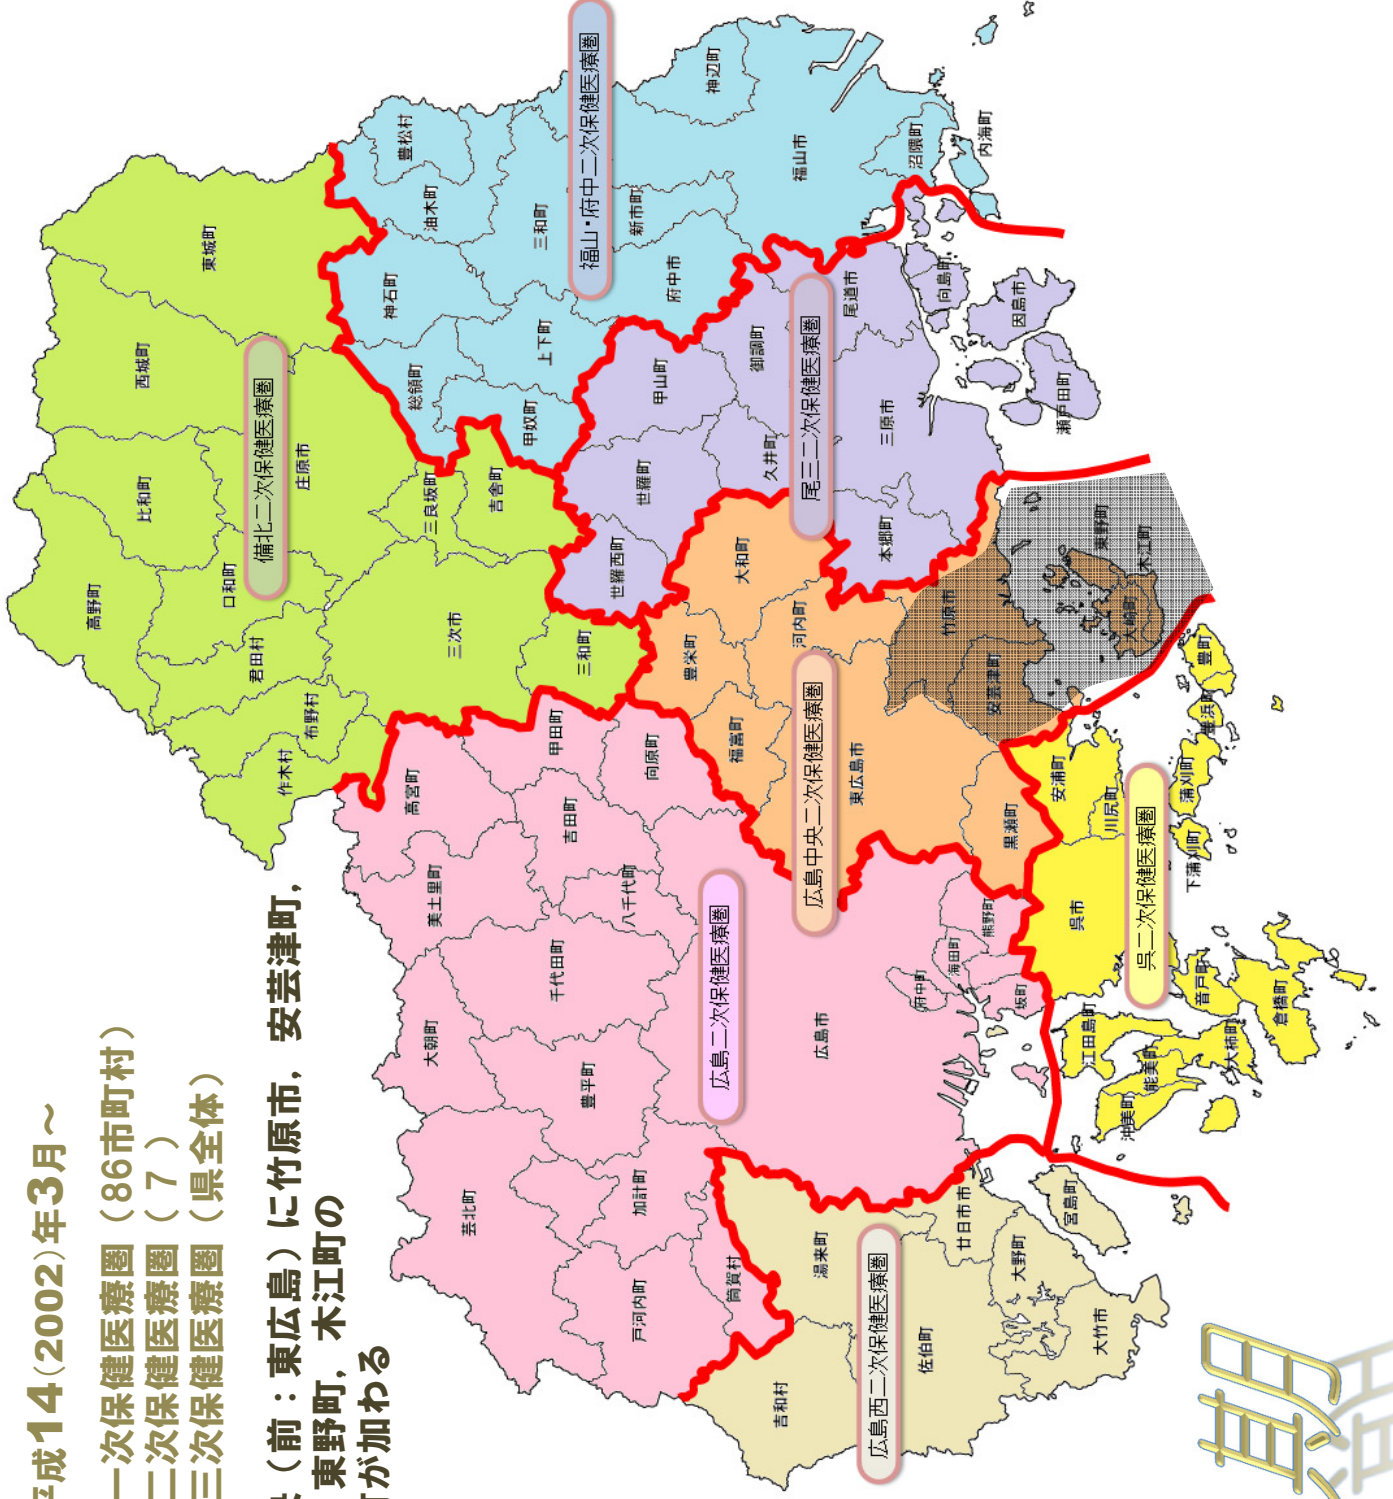 平成14(2002)年3月～
一次保健医療圏（86市町村）
二次保健医療圏（7）
三次保健医療圏（県全体）
（前：東広島）に竹原市，安芸津町，
東野町，木江町の
が加わる
期
備北二次保健医療圏
福山・府中二次保健医療圏
尾三二次保健医療圏
広島中央二次保健医療圏
広島二次保健医療圏
呉二次保健医療圏
広島西二次保健医療圏
高野町
比和町
西城町
東城町
口和町
庄原市
君田村
布野村
作木村
三次市
三良坂町
吉舎町
三和町
豊松村
油木町
神石町
三和町
総領町
上下町
甲奴町
新市町
府中市
神辺町
福山市
沼隈町
内海町
甲山町
世羅町
世羅西町
御調町
久井町
尾道市
三原市
本郷町
向島町
因島市
瀬戸田町
大和町
河内町
豊栄町
福富町
東広島市
黒瀬町
竹原市
安芸津町
東野町
木江町
大崎町
高宮町
甲田町
向原町
吉田町
美土里町
八千代町
千代田町
大朝町
豊平町
芸北町
加計町
戸河内町
筒賀村
広島市
府中町
海田町
熊野町
坂町
安浦町
川尻町
呉市
豊町
豊浜町
蒲刈町
下蒲刈町
音戸町
倉橋町
江田島町
能美町
沖美町
大柿町
湯来町
吉和村
佐伯町
廿日市市
大野町
宮島町
大竹市